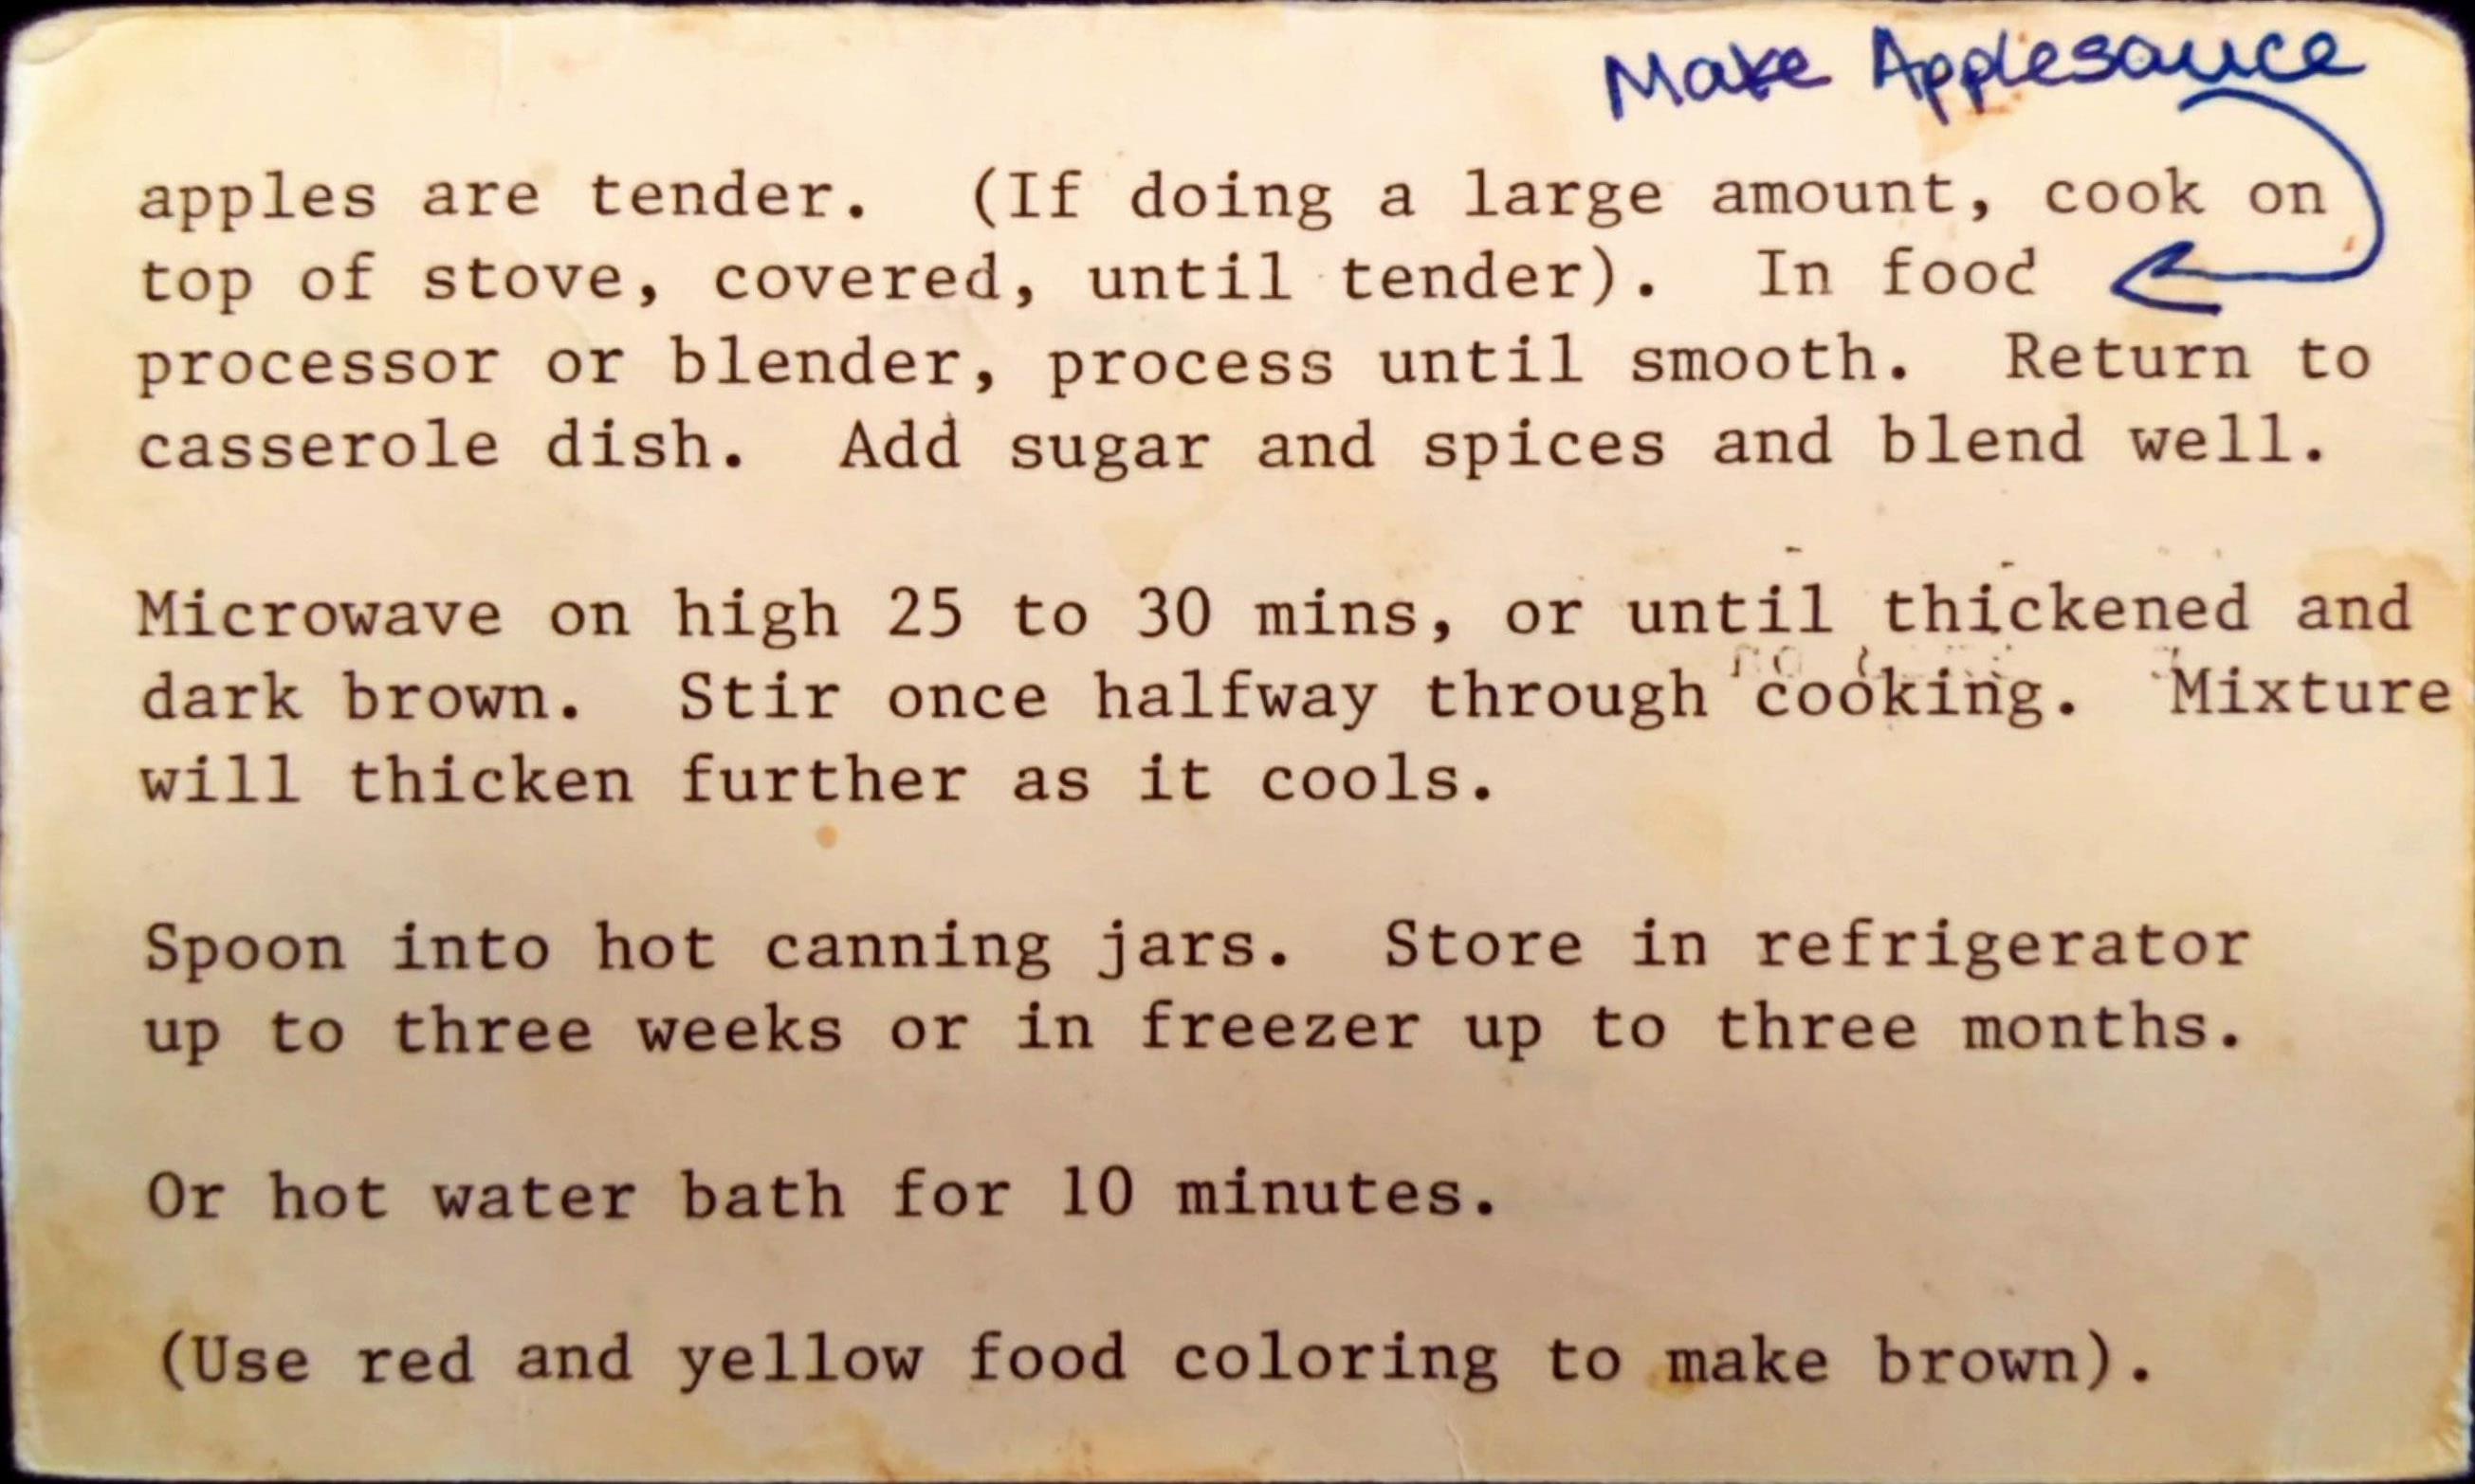 Make Applesauce
apples are tender.  (If doing a large amount, cook on
top of stove, covered, until tender).  In food
processor or blender, process until smooth.  Return to
casserole dish.  Add sugar and spices and blend well.
Microwave on high 25 to 30 mins, or until thickened and
dark brown.  Stir once halfway through cooking.  Mixture
will thicken further as it cools.
Spoon into hot canning jars.  Store in refrigerator
up to three weeks or in freezer up to three months.
Or hot water bath for 10 minutes.
(Use red and yellow food coloring to make brown).